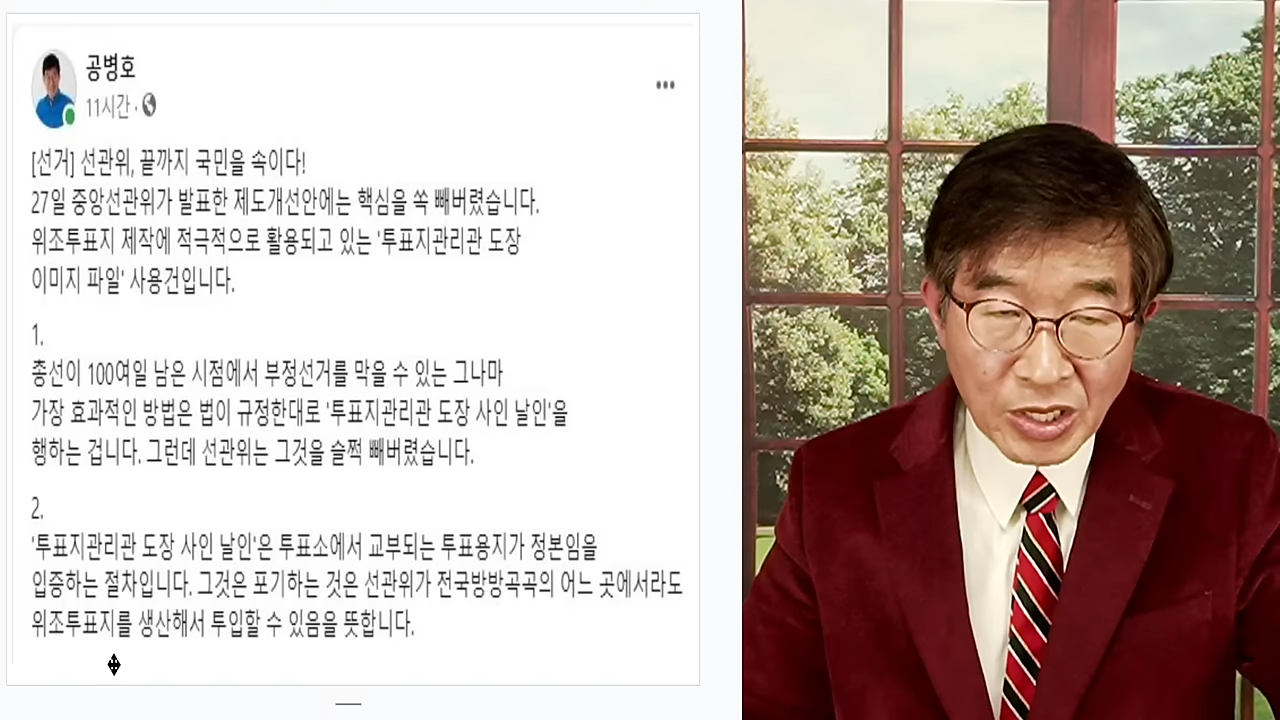 공병호
11시간 ·
[선거] 선관위, 끝까지 국민을 속이다!
27일 중앙선관위가 발표한 제도개선안에는 핵심을 쏙 빼버렸습니다.
위조투표지 제작에 적극적으로 활용되고 있는 '투표지관리관 도장
이미지 파일' 사용건입니다.
1.
총선이 100여일 남은 시점에서 부정선거를 막을 수 있는 그나마
가장 효과적인 방법은 법이 규정한대로 '투표지관리관 도장 사인 날인'을
행하는 겁니다. 그런데 선관위는 그것을 슬쩍 빼버렸습니다.
2.
'투표지관리관 도장 사인 날인'은 투표소에서 교부되는 투표용지가 정본임을
입증하는 절차입니다. 그것은 포기하는 것은 선관위가 전국방방곡곡의 어느 곳에서라도
위조투표지를 생산해서 투입할 수 있음을 뜻합니다.